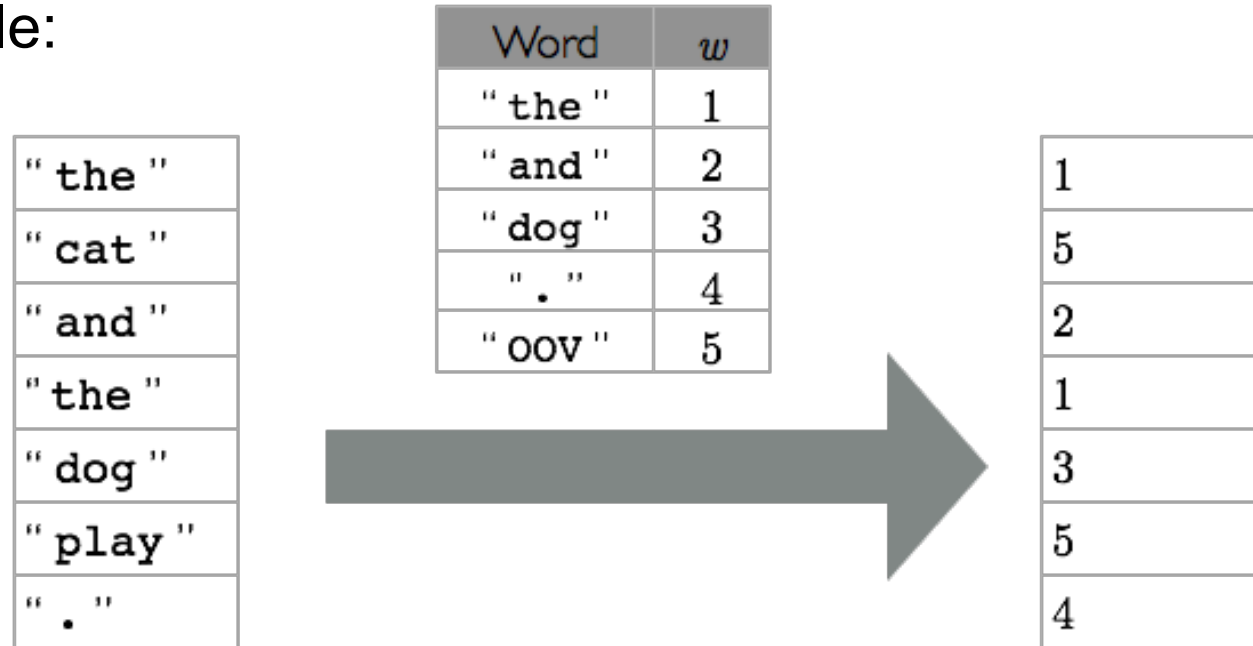 le:
Word w
" the " 1
" and " 2
" dog " 3
" . " 4
" OOV " 5
" the "
" cat "
" and "
" the "
" dog "
" play "
" . "
1
5
2
1
3
5
4